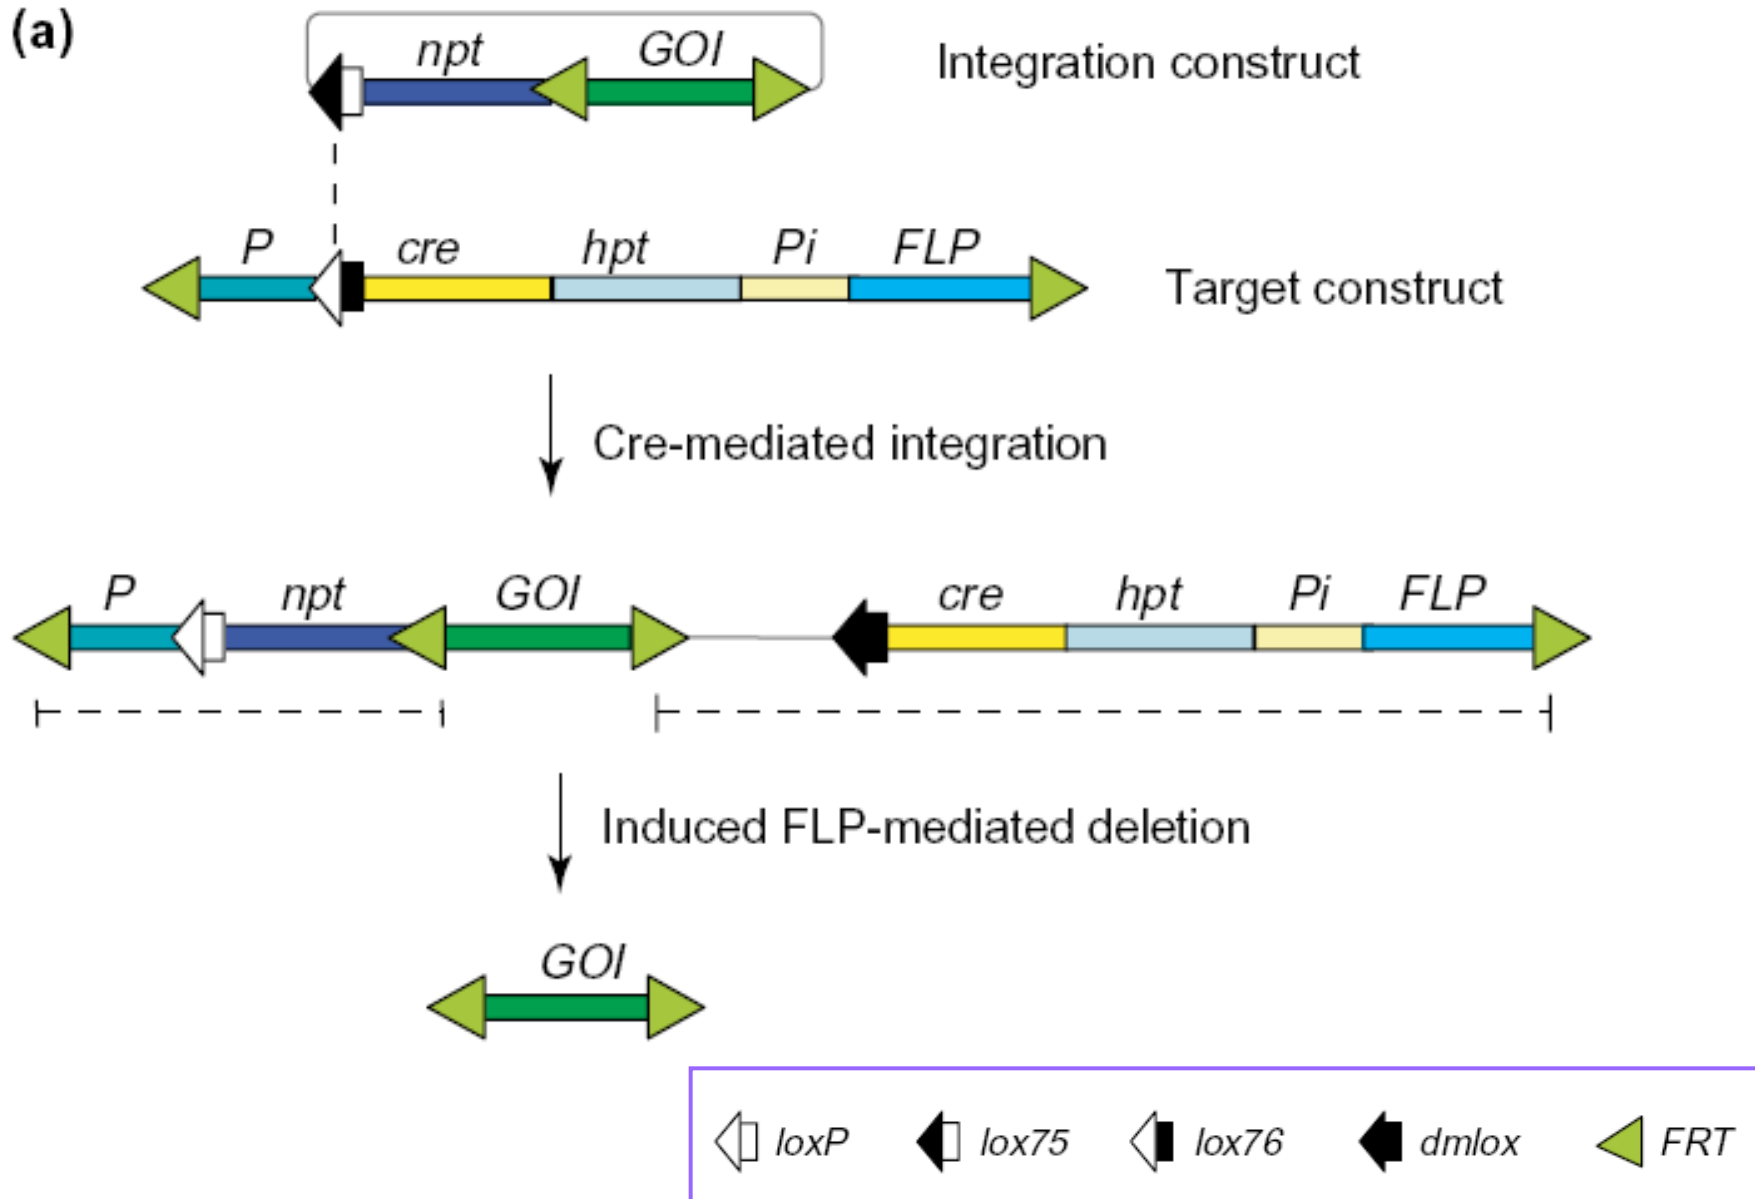 (a)
npt GOI
Integration construct
P cre hpt Pi FLP
Target construct
Cre-mediated integration
P npt GOI cre hpt Pi FLP
Induced FLP-mediated deletion
GOI
loxP lox75 lox76 dmlox FRT